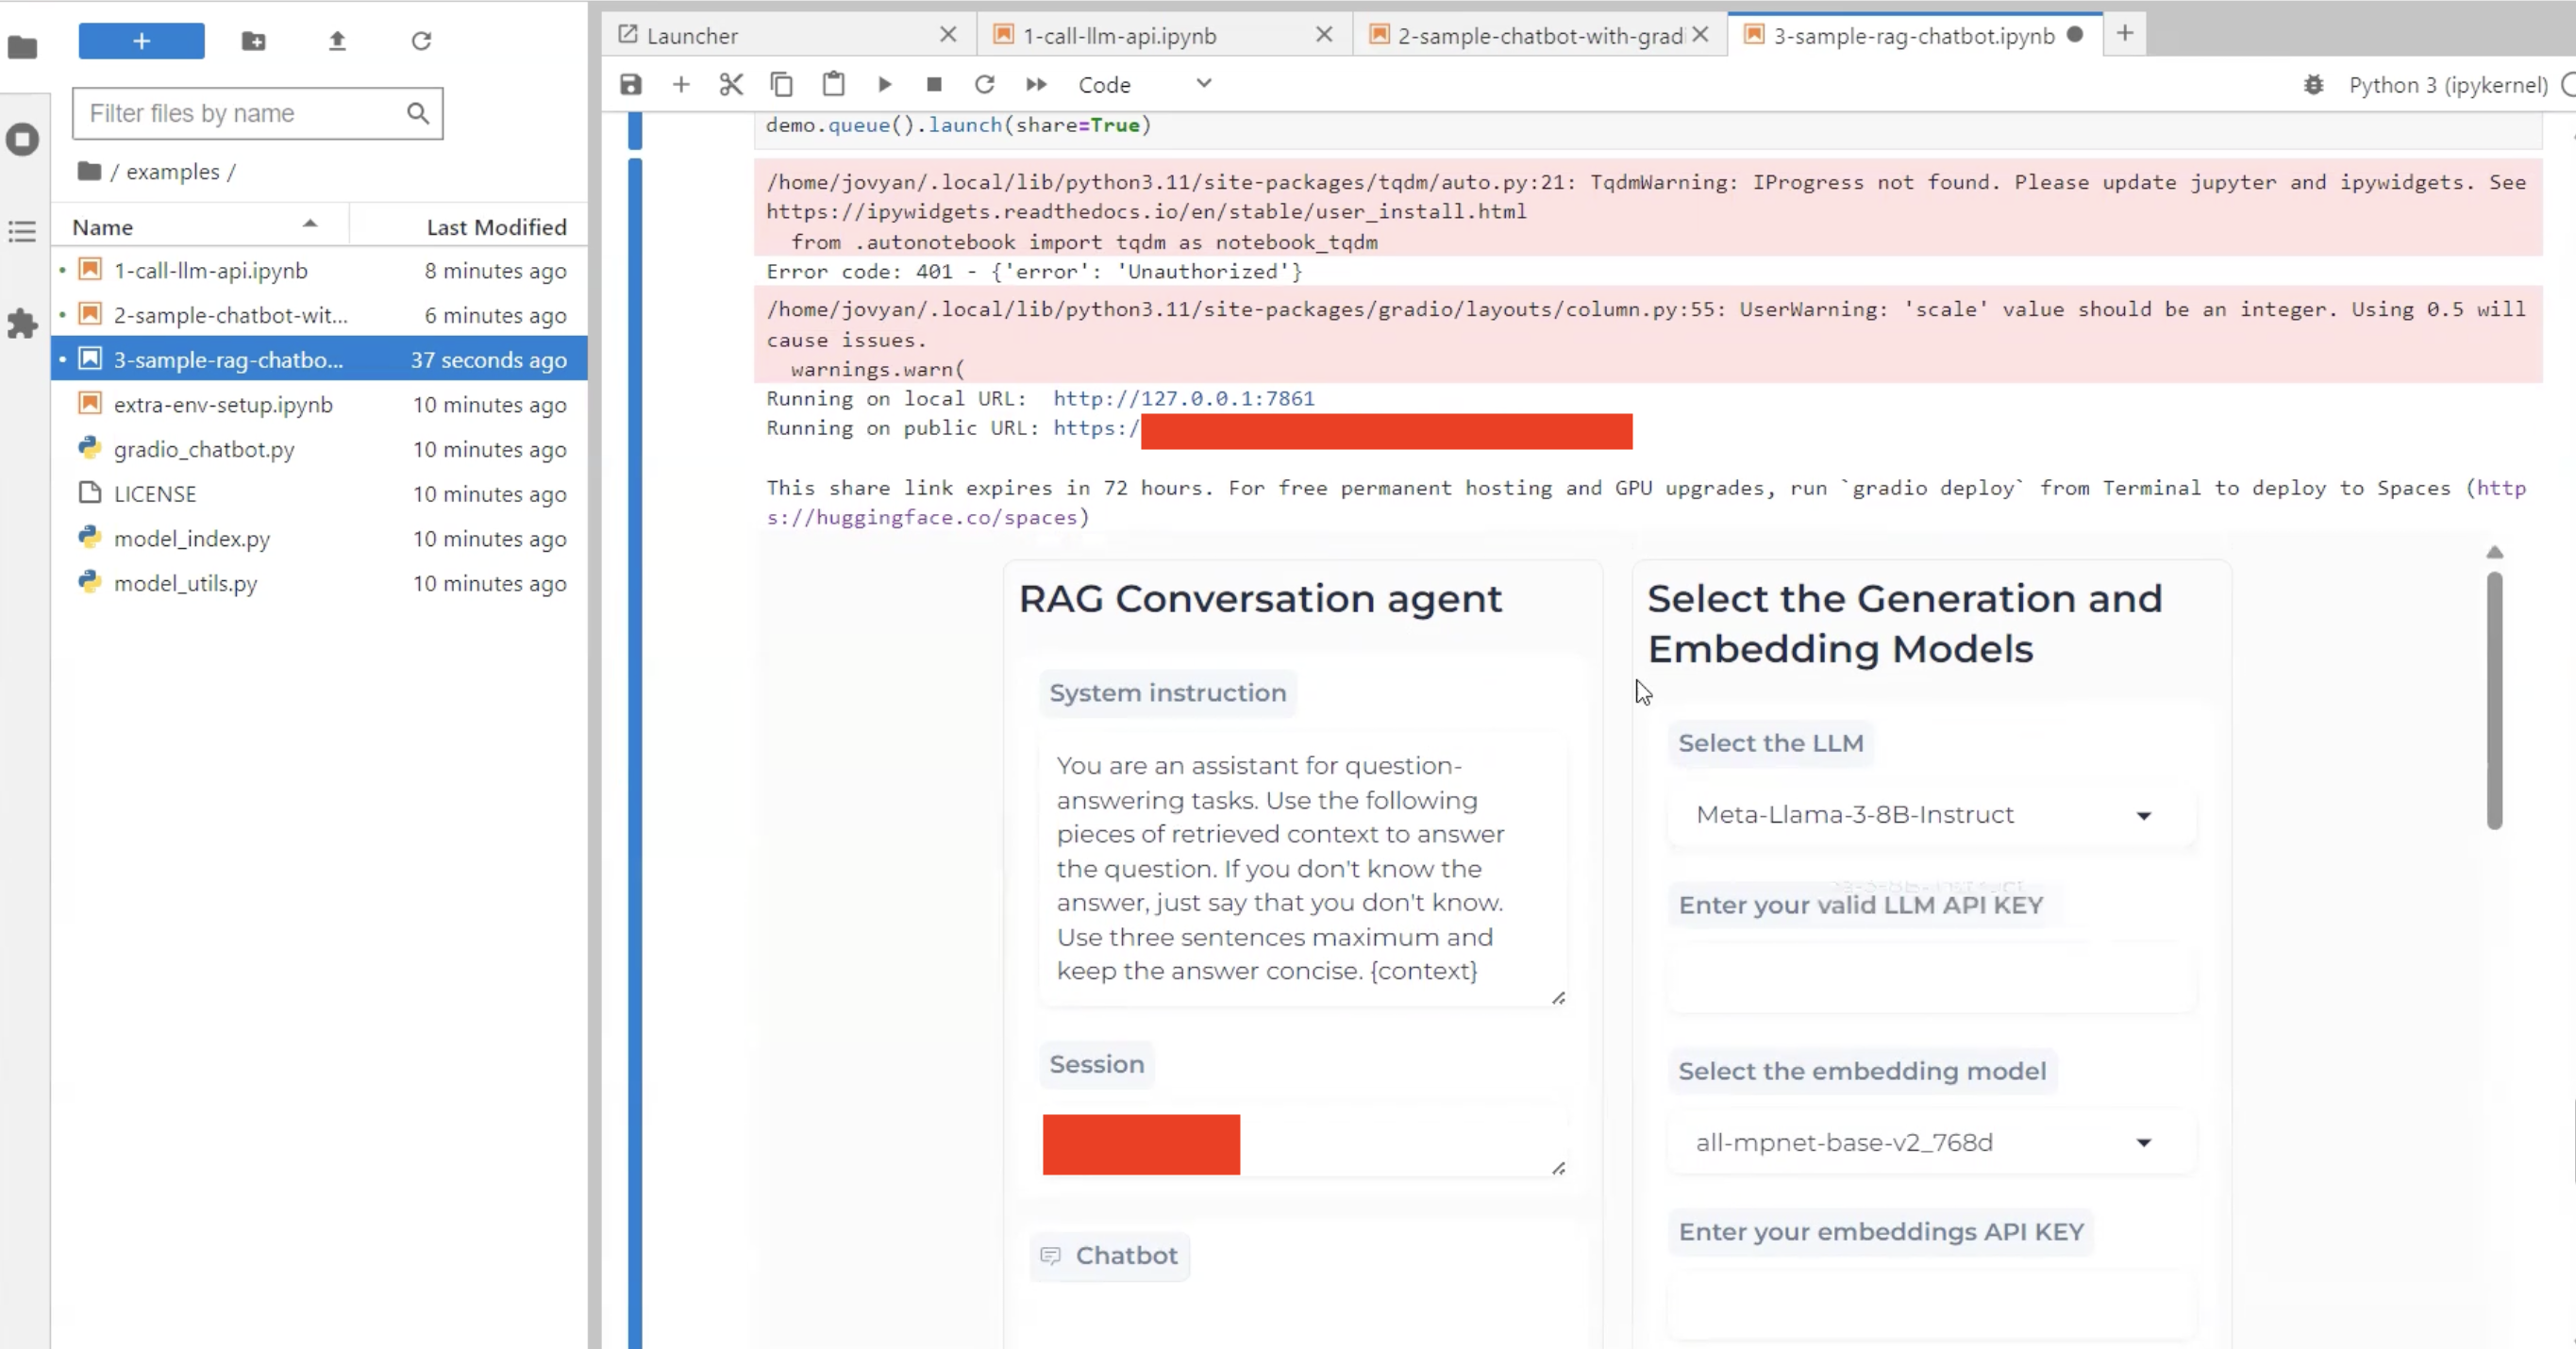 Launcher
1-call-llm-api.ipynb
2-sample-chatbot-with-grad
3-sample-rag-chatbot.ipynb
Code
Python 3 (ipykernel)
Filter files by name
/ examples /
Name
Last Modified
1-call-llm-api.ipynb
8 minutes ago
2-sample-chatbot-wit...
6 minutes ago
3-sample-rag-chatbo...
37 seconds ago
extra-env-setup.ipynb
10 minutes ago
gradio_chatbot.py
10 minutes ago
LICENSE
10 minutes ago
model_index.py
10 minutes ago
model_utils.py
10 minutes ago
demo.queue().launch(share=True)
/home/jovyan/.local/lib/python3.11/site-packages/tqdm/auto.py:21: TqdmWarning: IProgress not found. Please update jupyter and ipywidgets. See
https://ipywidgets.readthedocs.io/en/stable/user_install.html
from .autonotebook import tqdm as notebook_tqdm
Error code: 401 - {'error': 'Unauthorized'}
/home/jovyan/.local/lib/python3.11/site-packages/gradio/layouts/column.py:55: UserWarning: 'scale' value should be an integer. Using 0.5 will
cause issues.
warnings.warn(
Running on local URL: http://127.0.0.1:7861
Running on public URL: https:/
This share link expires in 72 hours. For free permanent hosting and GPU upgrades, run `gradio deploy` from Terminal to deploy to Spaces (http
s://huggingface.co/spaces)
RAG Conversation agent
System instruction
You are an assistant for question-
answering tasks. Use the following
pieces of retrieved context to answer
the question. If you don't know the
answer, just say that you don't know.
Use three sentences maximum and
keep the answer concise. {context}
Session
Chatbot
Select the Generation and
Embedding Models
Select the LLM
Meta-Llama-3-8B-Instruct
Enter your valid LLM API KEY
Select the embedding model
all-mpnet-base-v2_768d
Enter your embeddings API KEY